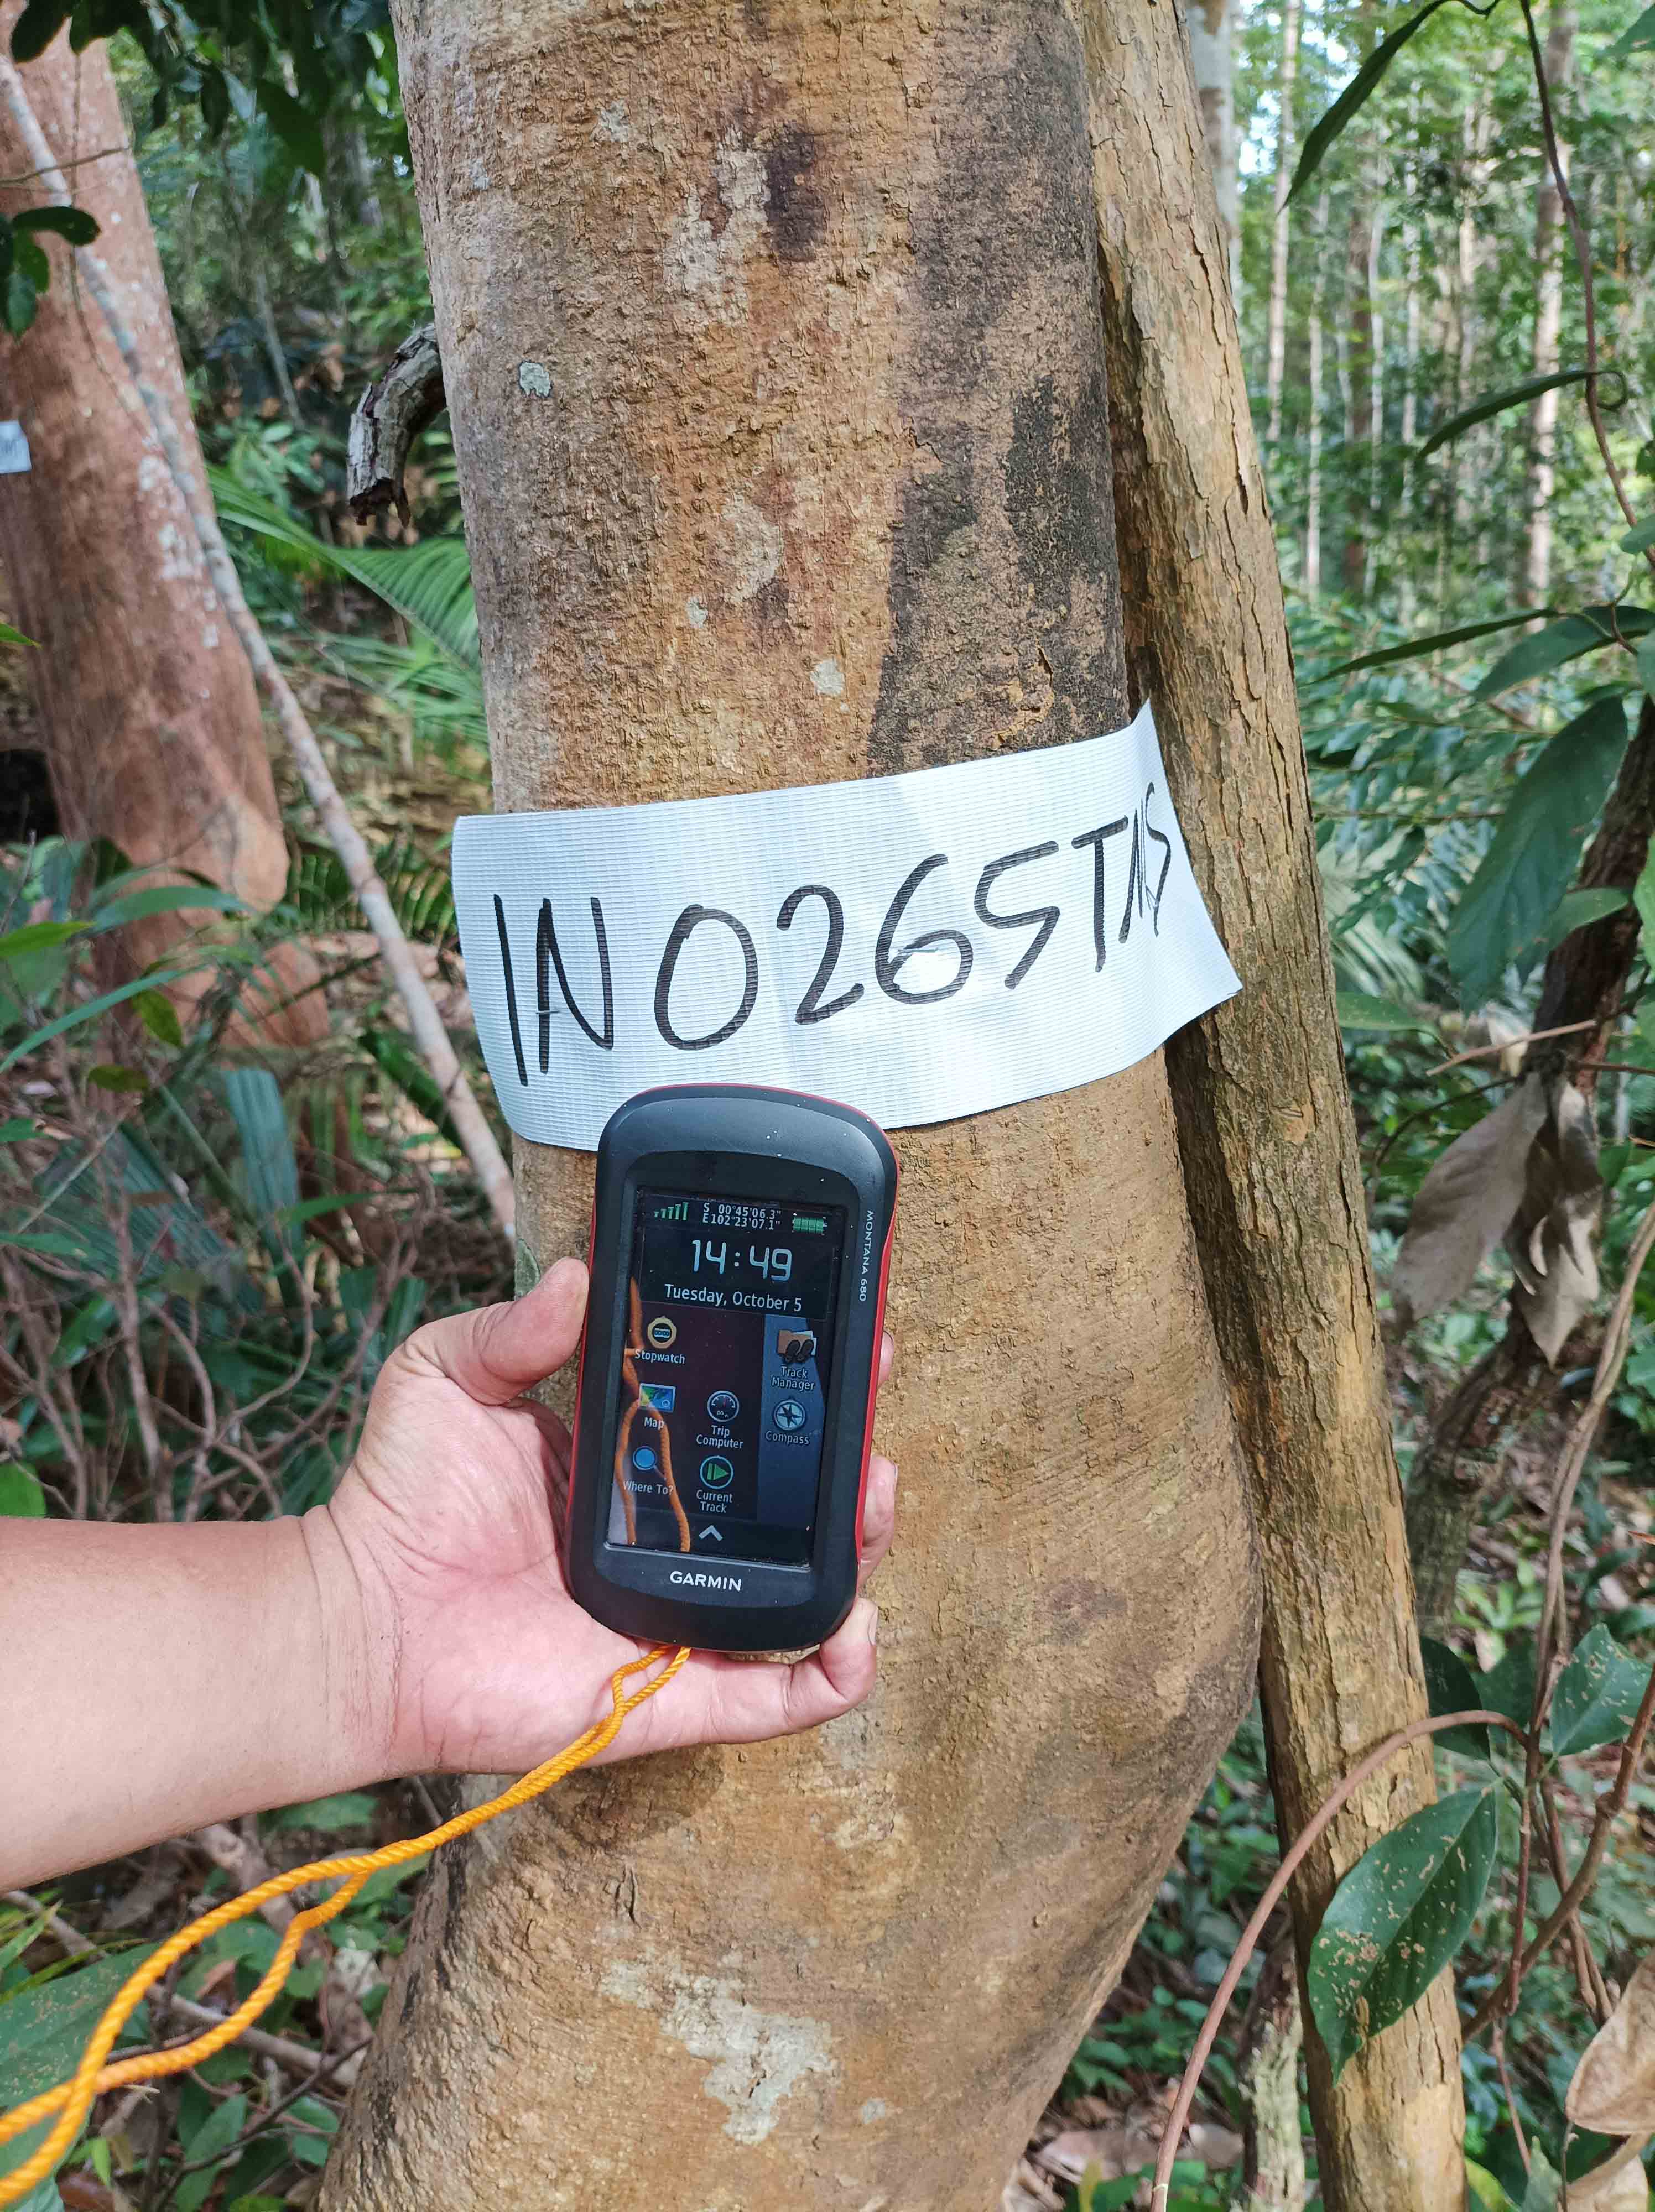 IN0265TMS
S 00°45'06.3"
E102°23'07.1"
14:49
Tuesday, October 5
Stopwatch
Track
Manager
Map
Trip
Computer
Compass
Where To?
Current
Track
GARMIN
MONTANA 680